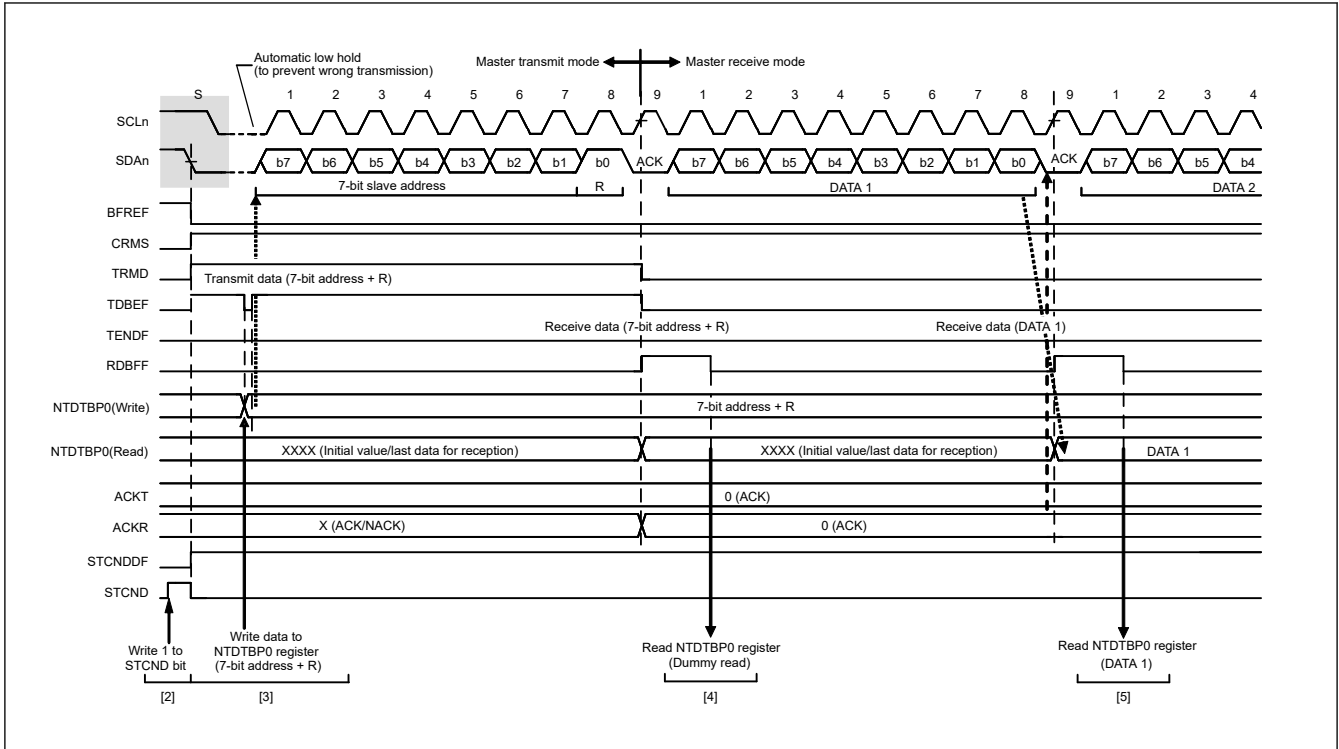 Automatic low hold
(to prevent wrong transmission)
Master transmit mode
Master receive mode
S 1 2 3 4 5 6 7 8 9 1 2 3 4 5 6 7 8 9 1 2 3 4
SCLn
SDAn b7 b6 b5 b4 b3 b2 b1 b0 ACK b7 b6 b5 b4 b3 b2 b1 b0 ACK b7 b6 b5 b4
7-bit slave address R DATA 1 DATA 2
BFREF
CRMS
TRMD
Transmit data (7-bit address + R)
TDBEF
TENDF
Receive data (7-bit address + R) Receive data (DATA 1)
RDBFF
NTDTBP0(Write) 7-bit address + R
NTDTBP0(Read) XXXX (Initial value/last data for reception) XXXX (Initial value/last data for reception) DATA 1
ACKT 0 (ACK)
ACKR X (ACK/NACK) 0 (ACK)
STCNDDF
STCND
Write 1 to
STCND bit
Write data to
NTDTBP0 register
(7-bit address + R)
Read NTDTBP0 register
(Dummy read)
Read NTDTBP0 register
(DATA 1)
[2] [3] [4] [5]